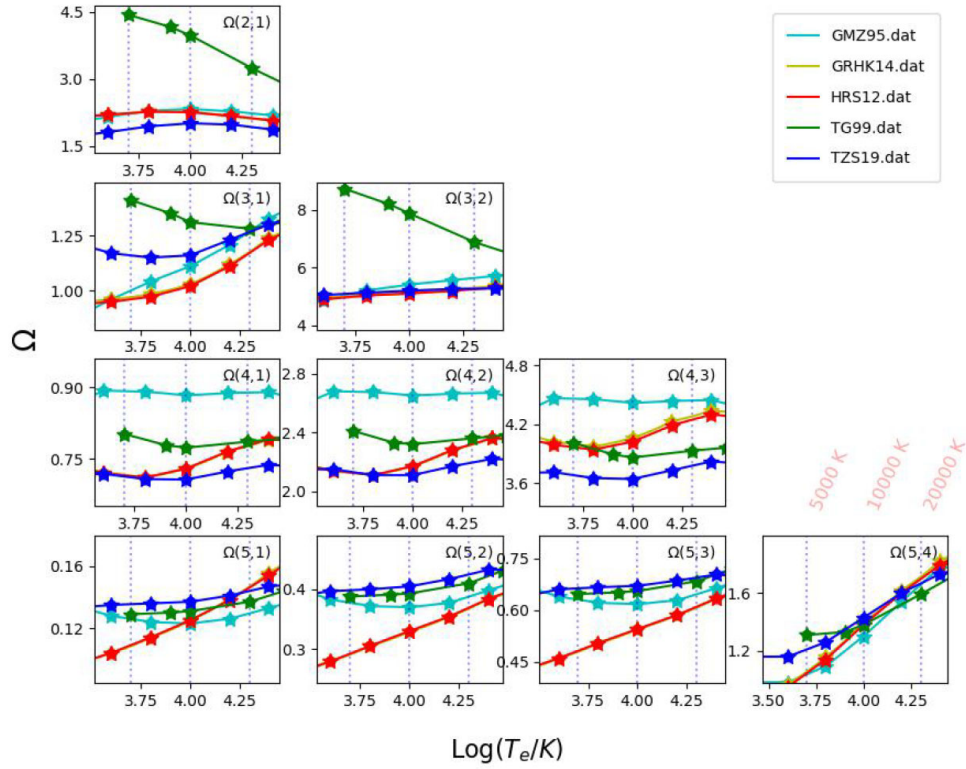 Ω(2,1)
4.5
3.0
1.5
3.75 4.00 4.25
GMZ95.dat
GRHK14.dat
HRS12.dat
TG99.dat
TZS19.dat
Ω(3,1)
1.25
1.00
3.75 4.00 4.25
Ω(3,2)
8
6
4
3.75 4.00 4.25
Ω
Ω(4,1)
0.90
0.75
3.75 4.00 4.25
Ω(4,2)
2.8
2.4
2.0
3.75 4.00 4.25
Ω(4,3)
4.8
4.2
3.6
3.75 4.00 4.25
5000 K
10000 K
20000 K
Ω(5,1)
0.16
0.12
3.75 4.00 4.25
Ω(5,2)
0.4
0.3
3.75 4.00 4.25
Ω(5,3)
0.75
0.60
0.45
3.75 4.00 4.25
Ω(5,4)
1.6
1.2
3.50 3.75 4.00 4.25
Log(Te/K)